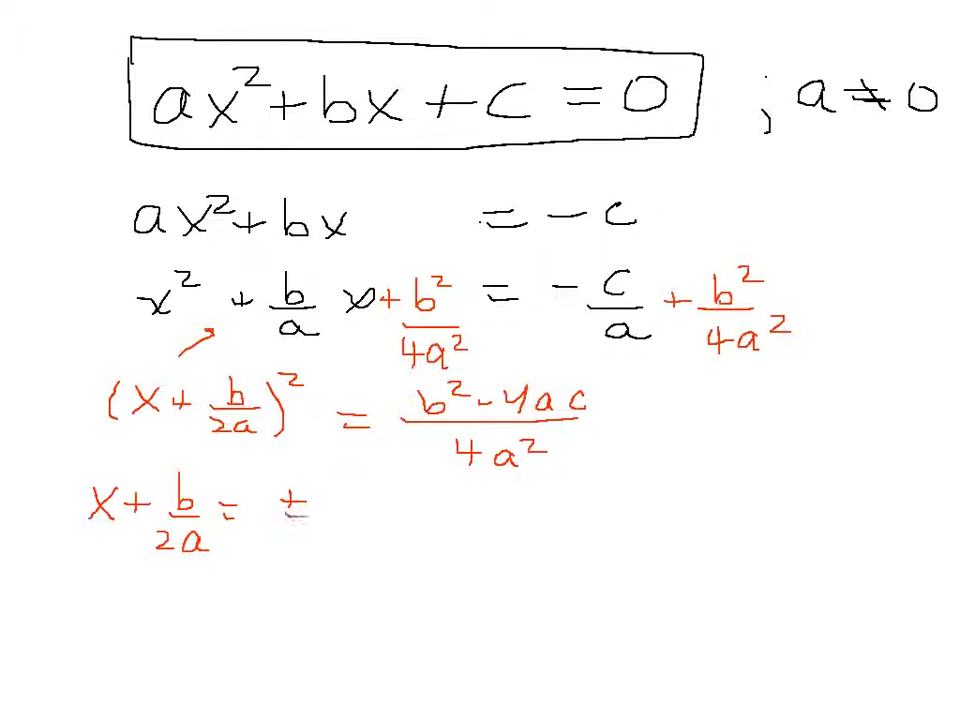 ax²+bx+c=0 ; a≠0
ax²+bx = -c
x² + b/a x + b²/4a² = - c/a + b²/4a²
(x + b/2a)² = b²-4ac/4a²
x + b/2a = ±